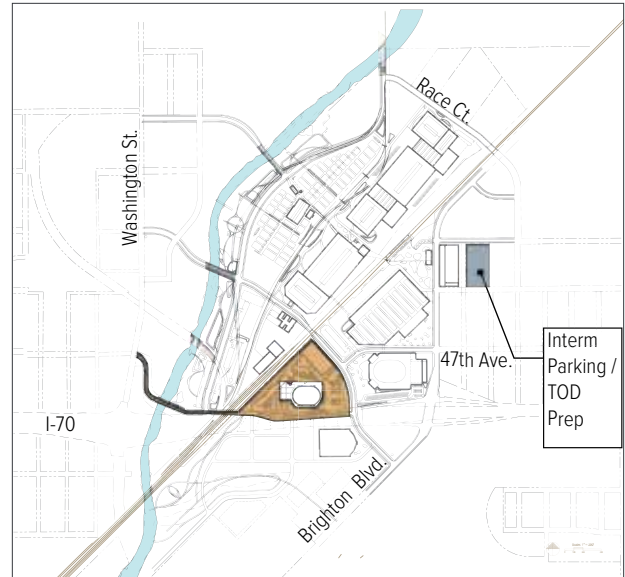 Race Ct.
Washington St.
47th Ave.
Interm
Parking /
TOD
Prep
I-70
Brighton Blvd.